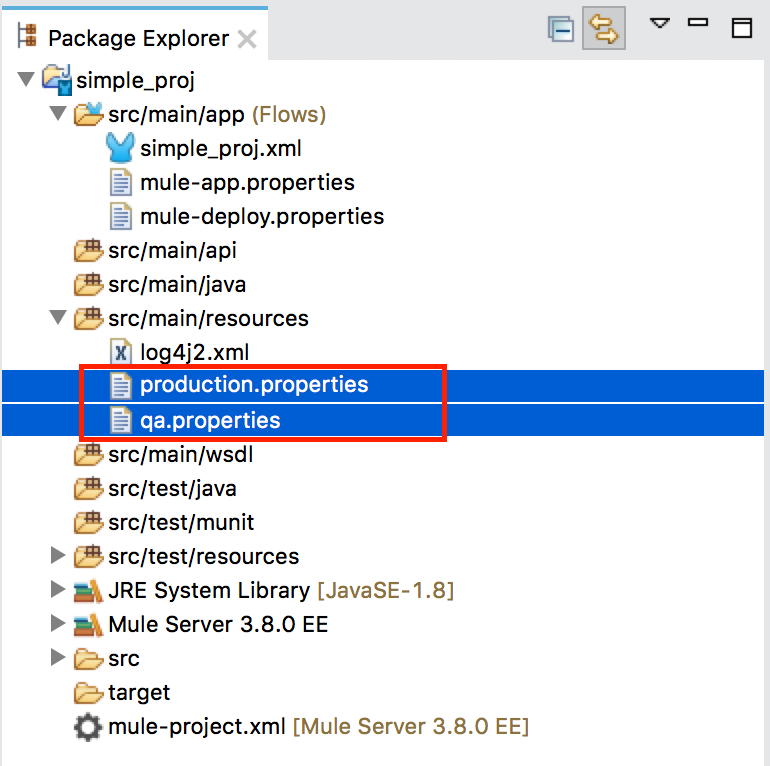 Package Explorer
simple_proj
src/main/app (Flows)
simple_proj.xml
mule-app.properties
mule-deploy.properties
src/main/api
src/main/java
src/main/resources
log4j2.xml
production.properties
qa.properties
src/main/wsdl
src/test/java
src/test/munit
src/test/resources
JRE System Library [JavaSE-1.8]
Mule Server 3.8.0 EE
src
target
mule-project.xml [Mule Server 3.8.0 EE]